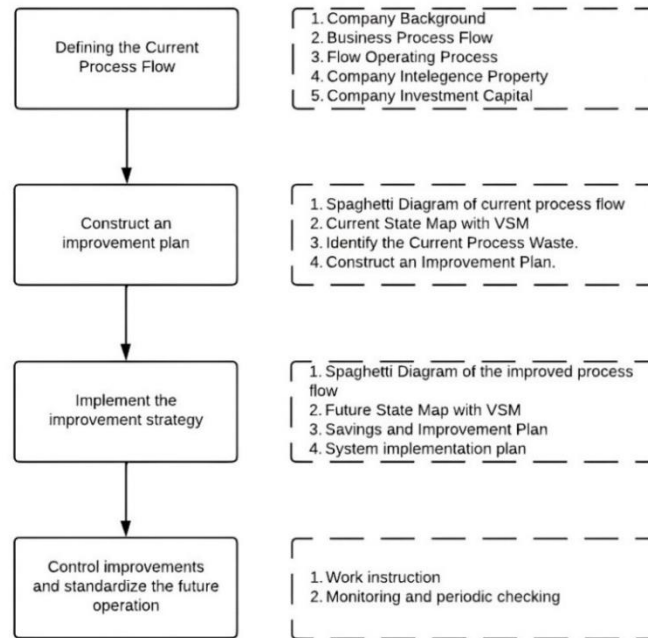 Defining the Current
Process Flow
1. Company Background
2. Business Process Flow
3. Flow Operating Process
4. Company Intelegence Property
5. Company Investment Capital
Construct an
improvement plan
1. Spaghetti Diagram of current process flow
2. Current State Map with VSM
3. Identify the Current Process Waste.
4. Construct an Improvement Plan.
Implement the
improvement strategy
1. Spaghetti Diagram of the improved process
flow
2. Future State Map with VSM
3. Savings and Improvement Plan
4. System implementation plan
Control improvements
and standardize the future
operation
1. Work instruction
2. Monitoring and periodic checking